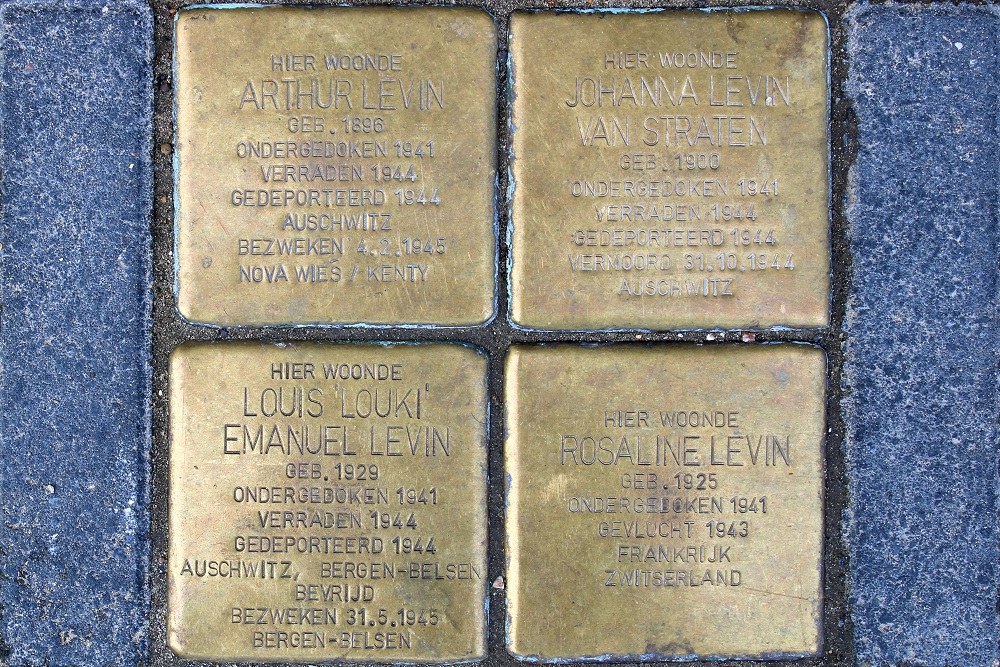 HIER WOONDE
ARTHUR LEVIN
GEB. 1896
ONDERGEDOKEN 1941
VERRADEN 1944
GEDEPORTEERD 1944
AUSCHWITZ
BEZWEKEN 4.2.1945
NOVA WIEŚ / KENTY
HIER WOONDE
JOHANNA LEVIN
VAN STRATEN
GEB. 1900
ONDERGEDOKEN 1941
VERRADEN 1944
GEDEPORTEERD 1944
VERMOORD 31.10.1944
AUSCHWITZ
HIER WOONDE
LOUIS 'LOUKI'
EMANUEL LEVIN
GEB. 1929
ONDERGEDOKEN 1941
VERRADEN 1944
GEDEPORTEERD 1944
AUSCHWITZ, BERGEN-BELSEN
BEVRIJD
BEZWEKEN 31.5.1945
BERGEN-BELSEN
HIER WOONDE
ROSALINE LEVIN
GEB. 1925
ONDERGEDOKEN 1941
GEVLUCHT 1943
FRANKRIJK
ZWITSERLAND